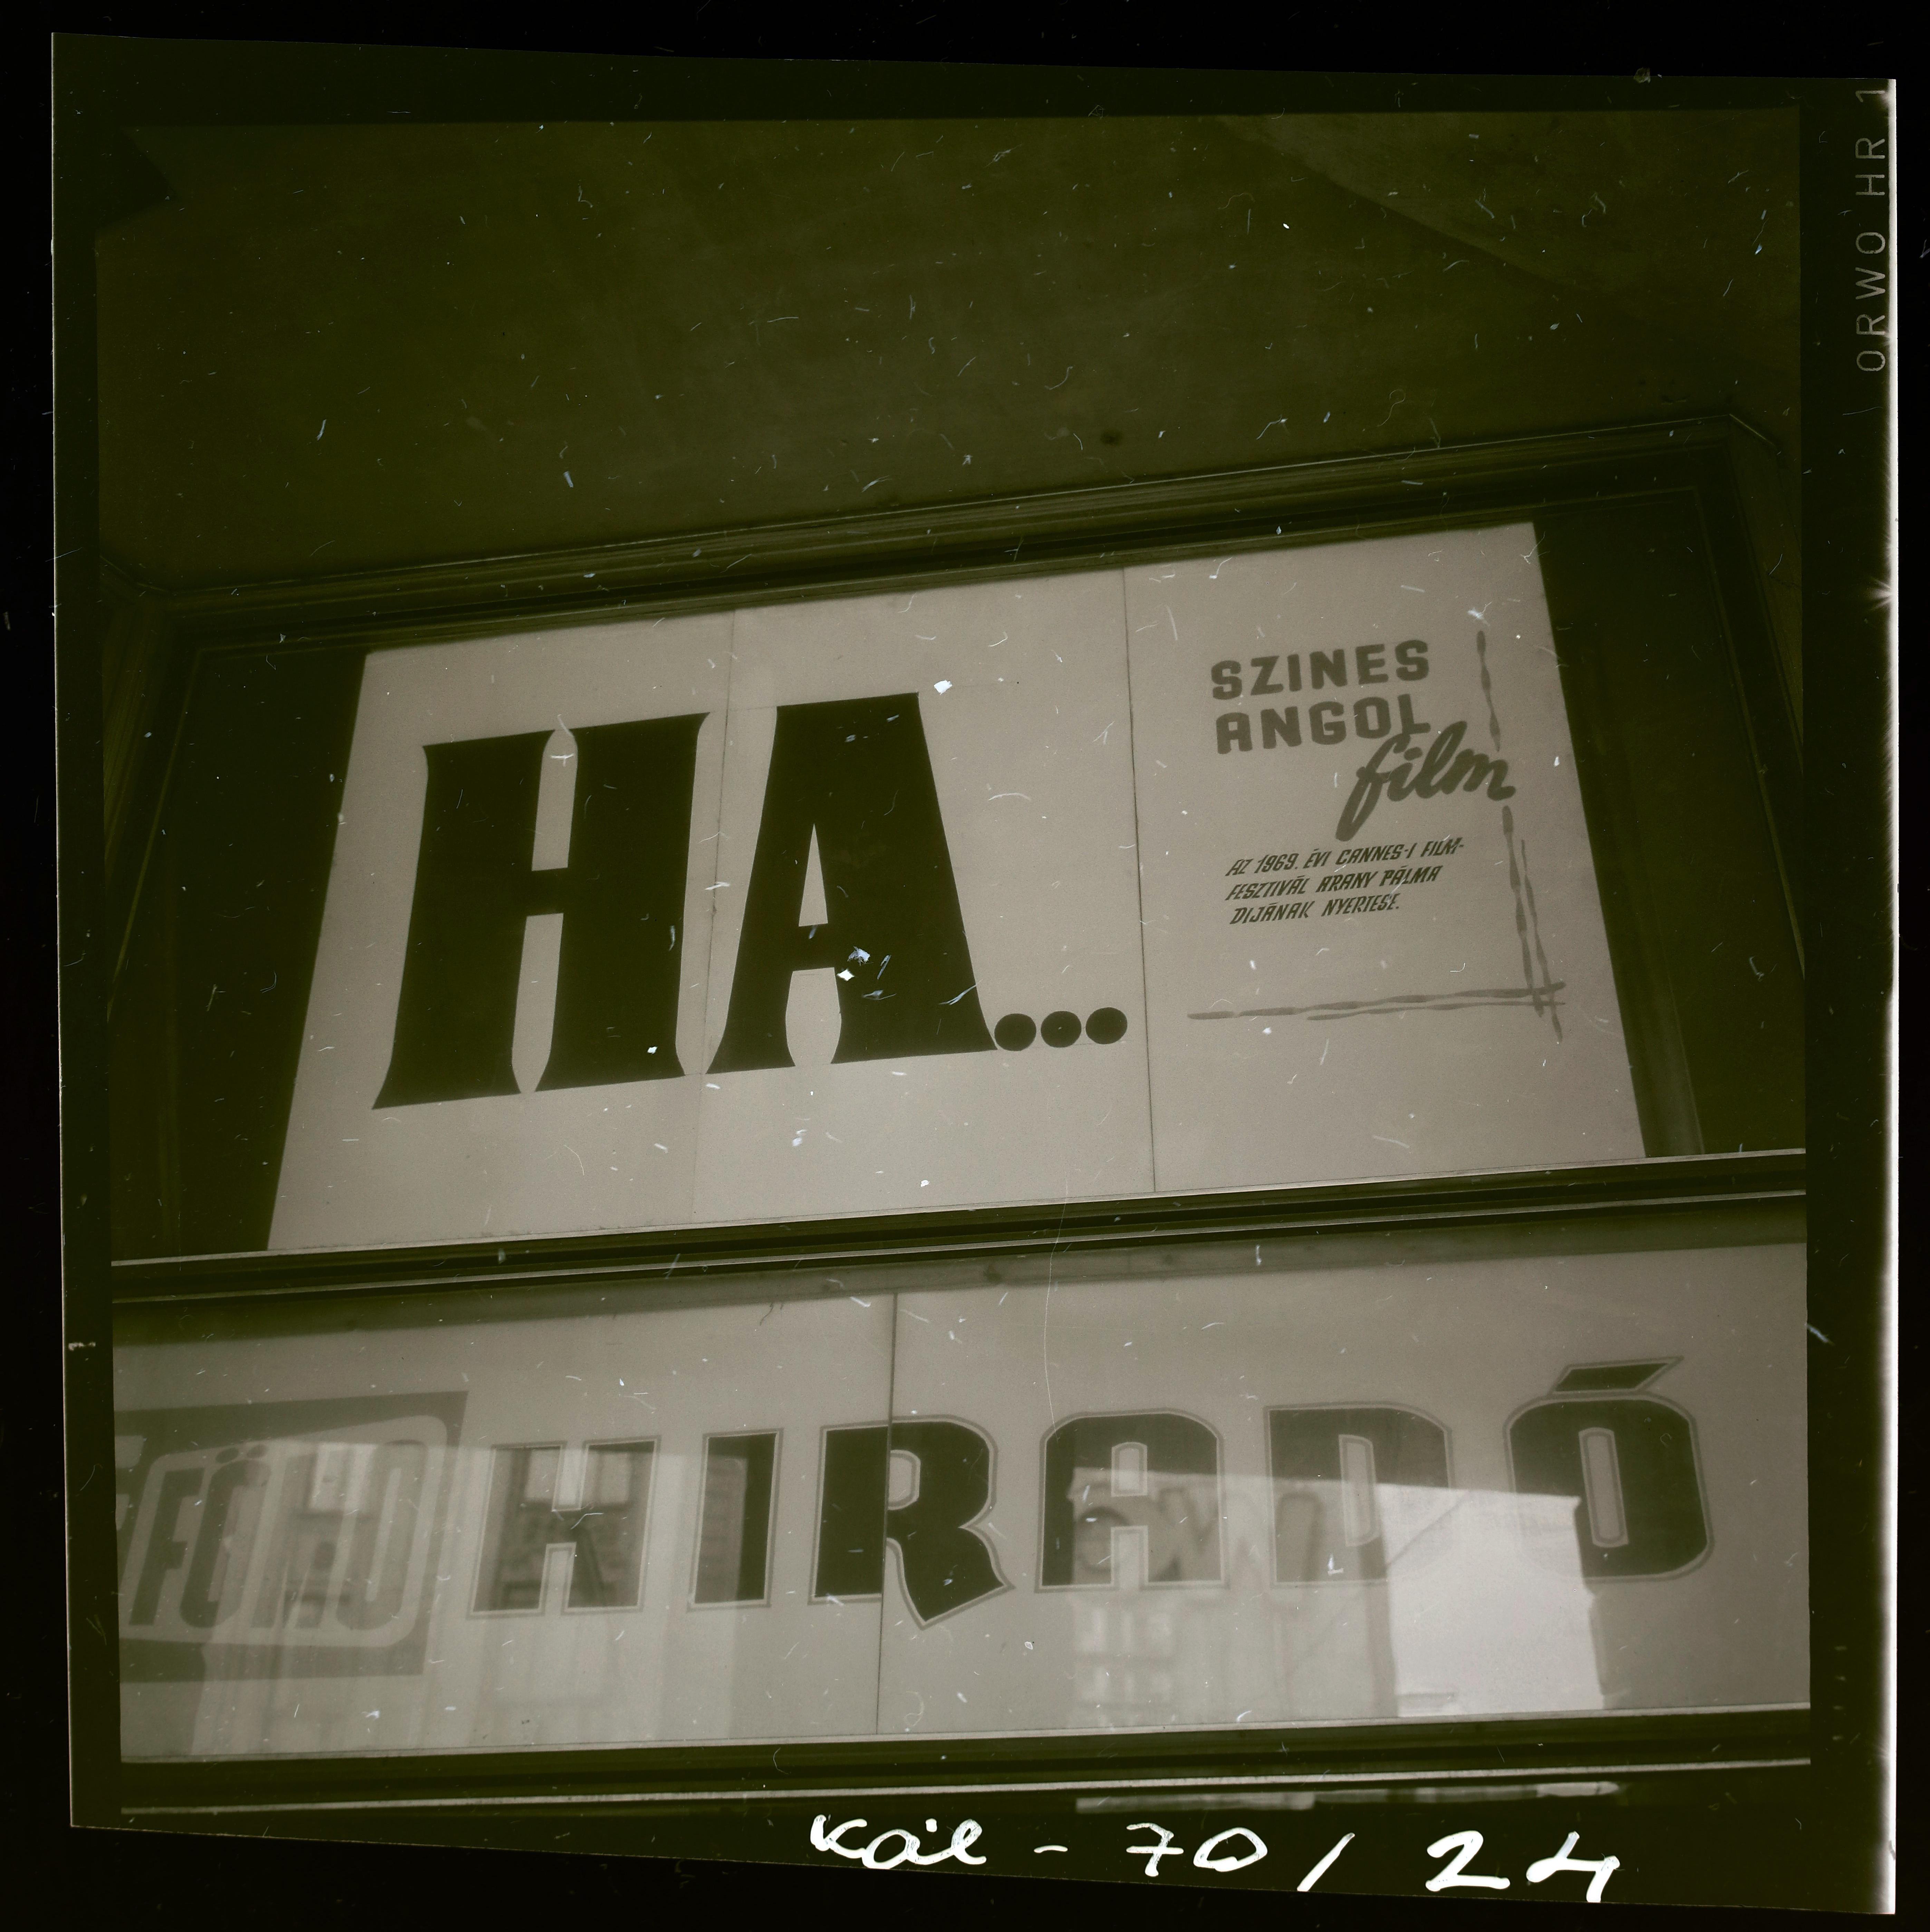 ORWO HR 1
HA...
SZINES
ANGOL
film
AZ 1969. ÉVI CANNES-I FILM-
FESZTIVÁL ARANY PÁLMA
DIJÁNAK NYERTESE.
HIRADÓ
70/24